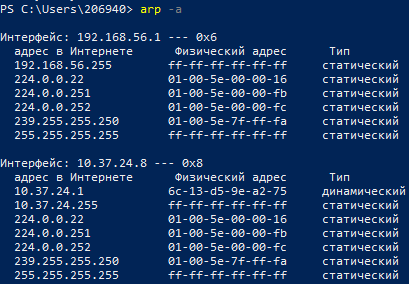 PS C:\Users\206940> arp -a
Интерфейс: 192.168.56.1 --- 0x6
адрес в Интернете Физический адрес Тип
192.168.56.255 ff-ff-ff-ff-ff-ff статический
224.0.0.22 01-00-5e-00-00-16 статический
224.0.0.251 01-00-5e-00-00-fb статический
224.0.0.252 01-00-5e-00-00-fc статический
239.255.255.250 01-00-5e-7f-ff-fa статический
255.255.255.255 ff-ff-ff-ff-ff-ff статический
Интерфейс: 10.37.24.8 --- 0x8
адрес в Интернете Физический адрес Тип
10.37.24.1 6c-13-d5-9e-a2-75 динамический
10.37.24.255 ff-ff-ff-ff-ff-ff статический
224.0.0.22 01-00-5e-00-00-16 статический
224.0.0.251 01-00-5e-00-00-fb статический
224.0.0.252 01-00-5e-00-00-fc статический
239.255.255.250 01-00-5e-7f-ff-fa статический
255.255.255.255 ff-ff-ff-ff-ff-ff статический